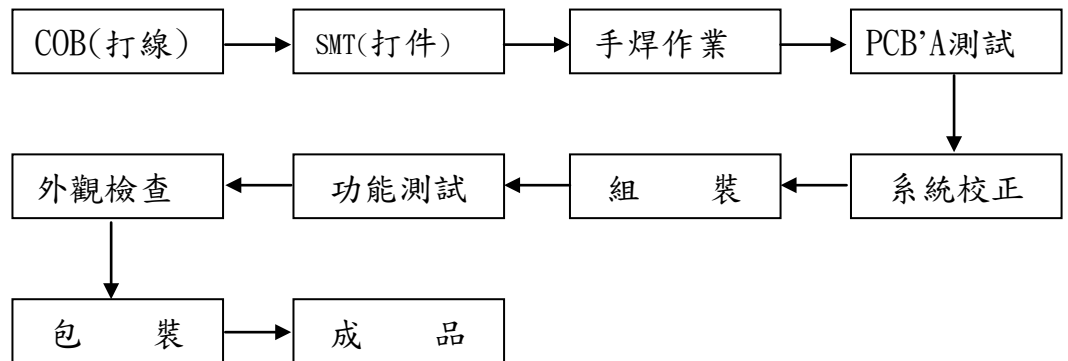 COB(打線)
SMT(打件)
手焊作業
PCB’A測試
外觀檢查
功能測試
組 裝
系統校正
包 裝
成 品